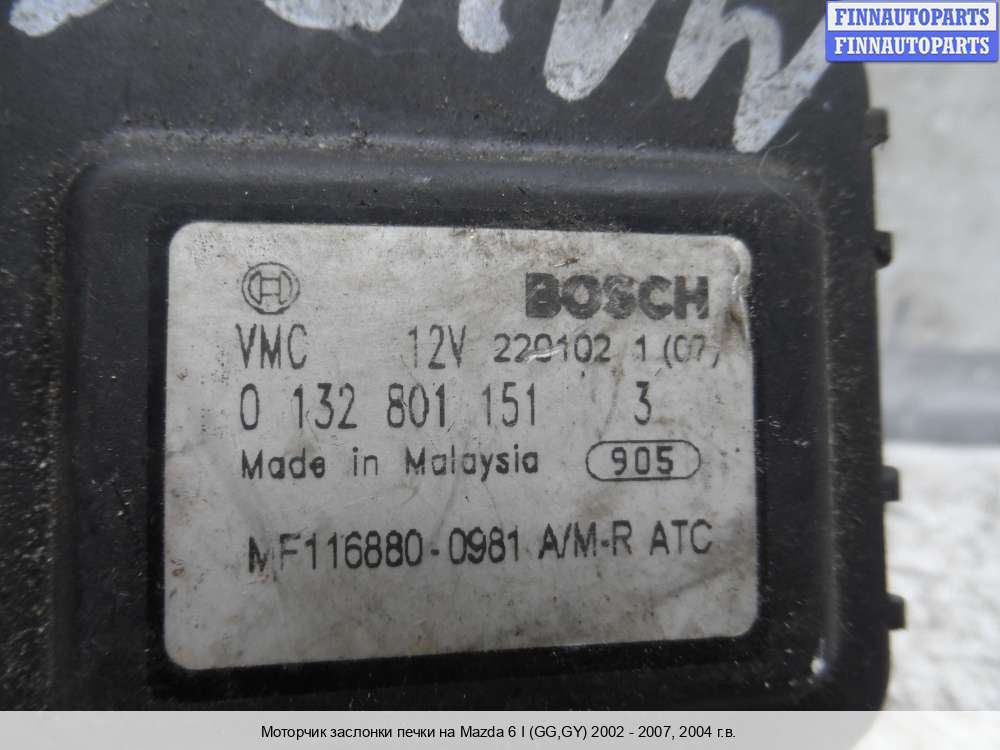 FINNAUTOPARTS
FINNAUTOPARTS
BOSCH
VMC 12V 220102 1 (07)
0 132 801 151 3
Made in Malaysia 905
MF116880-0981 A/M-R ATC
Моторчик заслонки печки на Mazda 6 I (GG,GY) 2002 - 2007, 2004 г.в.